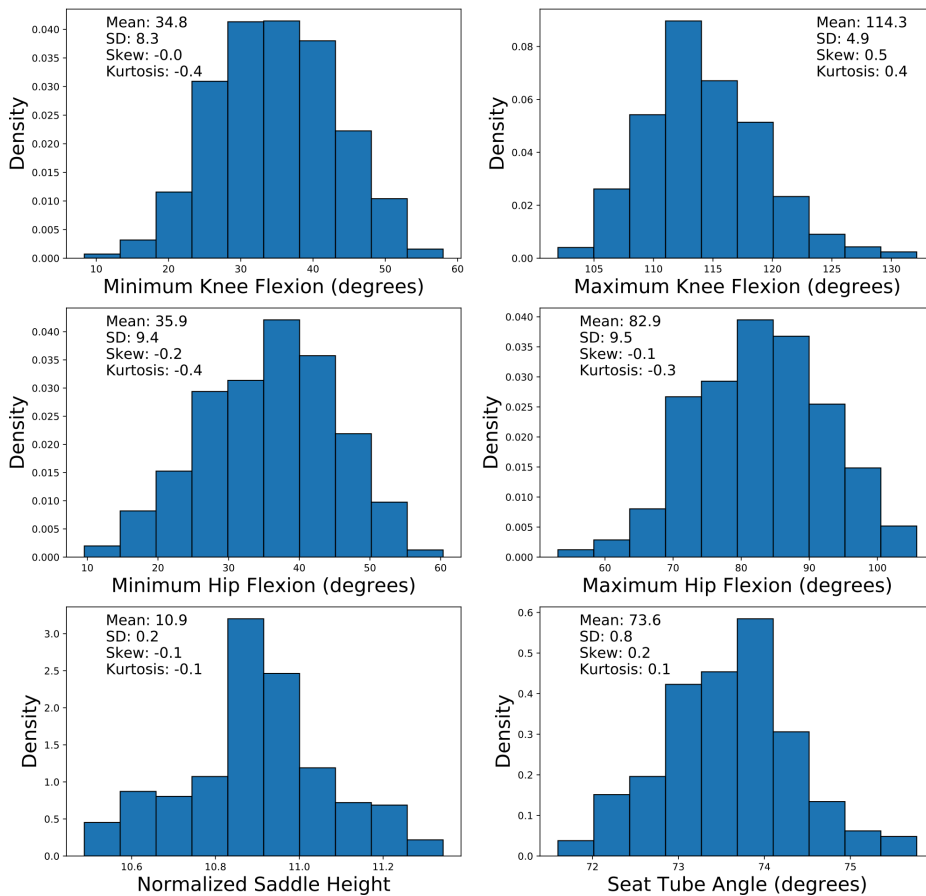 Mean: 34.8
SD: 8.3
Skew: -0.0
Kurtosis: -0.4
0.040
0.035
0.030
0.025
0.020
0.015
0.010
0.005
0.000
Density
10 20 30 40 50 60
Minimum Knee Flexion (degrees)
Mean: 114.3
SD: 4.9
Skew: 0.5
Kurtosis: 0.4
0.08
0.06
0.04
0.02
0.00
Density
105 110 115 120 125 130
Maximum Knee Flexion (degrees)
Mean: 35.9
SD: 9.4
Skew: -0.2
Kurtosis: -0.4
0.040
0.035
0.030
0.025
0.020
0.015
0.010
0.005
0.000
Density
10 20 30 40 50 60
Minimum Hip Flexion (degrees)
Mean: 82.9
SD: 9.5
Skew: -0.1
Kurtosis: -0.3
0.040
0.035
0.030
0.025
0.020
0.015
0.010
0.005
0.000
Density
60 70 80 90 100
Maximum Hip Flexion (degrees)
Mean: 10.9
SD: 0.2
Skew: -0.1
Kurtosis: -0.1
3.0
2.5
2.0
1.5
1.0
0.5
0.0
Density
10.6 10.8 11.0 11.2
Normalized Saddle Height
Mean: 73.6
SD: 0.8
Skew: 0.2
Kurtosis: 0.1
0.6
0.5
0.4
0.3
0.2
0.1
0.0
Density
72 73 74 75
Seat Tube Angle (degrees)